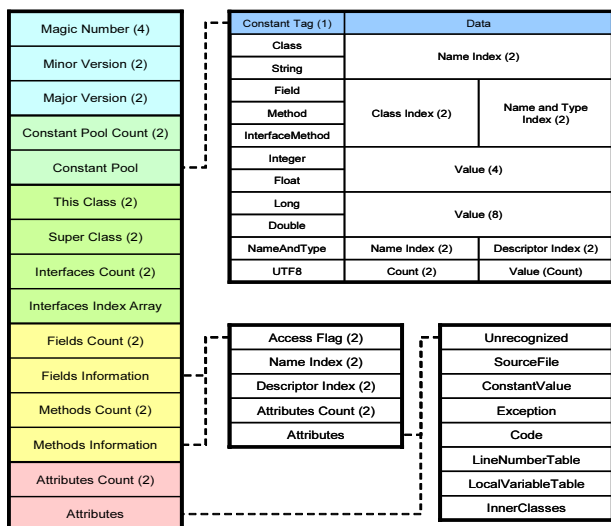 Magic Number (4)
Minor Version (2)
Major Version (2)
Constant Pool Count (2)
Constant Pool
This Class (2)
Super Class (2)
Interfaces Count (2)
Interfaces Index Array
Fields Count (2)
Fields Information
Methods Count (2)
Methods Information
Attributes Count (2)
Attributes
Constant Tag (1)
Data
Class
String
Name Index (2)
Field
Method
InterfaceMethod
Class Index (2)
Name and Type
Index (2)
Integer
Float
Value (4)
Long
Double
Value (8)
NameAndType
Name Index (2)
Descriptor Index (2)
UTF8
Count (2)
Value (Count)
Access Flag (2)
Name Index (2)
Descriptor Index (2)
Attributes Count (2)
Attributes
Unrecognized
SourceFile
ConstantValue
Exception
Code
LineNumberTable
LocalVariableTable
InnerClasses